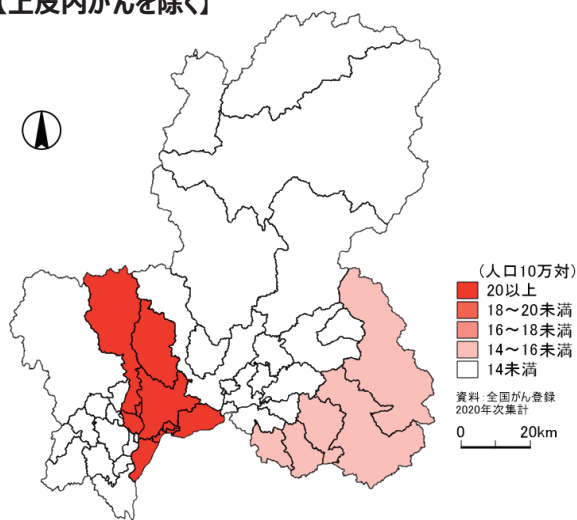 【上皮内がんを除く】
(人口10万対)
20以上
18～20未満
16～18未満
14～16未満
14未満
資料:全国がん登録
2020年次集計
0 20km